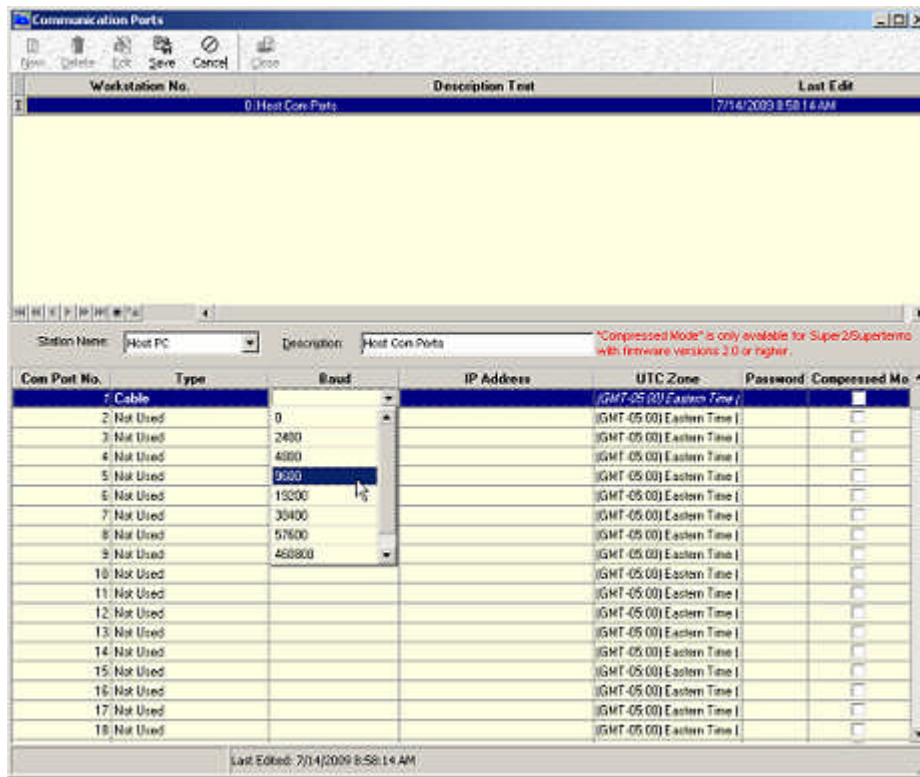 Communication Ports
New Delete Edit Save Cancel Close
Workstation No. Description Text Last Edit
0 Host Com Ports 7/14/2009 8:58:14 AM
Station Name: Host PC Description: Host Com Ports "Compressed Mode" is only available for Super2/Superterms
with firmware versions 2.0 or higher.
Com Port No. Type Baud IP Address UTC Zone Password Compressed Mo
1 Cable (GMT-05:00) Eastern Time (
2 Not Used 0 (GMT-05:00) Eastern Time (
3 Not Used 2400 (GMT-05:00) Eastern Time (
4 Not Used 4800 (GMT-05:00) Eastern Time (
5 Not Used 9600 (GMT-05:00) Eastern Time (
6 Not Used 19200 (GMT-05:00) Eastern Time (
7 Not Used 38400 (GMT-05:00) Eastern Time (
8 Not Used 57600 (GMT-05:00) Eastern Time (
9 Not Used 460800 (GMT-05:00) Eastern Time (
10 Not Used (GMT-05:00) Eastern Time (
11 Not Used (GMT-05:00) Eastern Time (
12 Not Used (GMT-05:00) Eastern Time (
13 Not Used (GMT-05:00) Eastern Time (
14 Not Used (GMT-05:00) Eastern Time (
15 Not Used (GMT-05:00) Eastern Time (
16 Not Used (GMT-05:00) Eastern Time (
17 Not Used (GMT-05:00) Eastern Time (
18 Not Used (GMT-05:00) Eastern Time (
Last Edited: 7/14/2009 8:58:14 AM